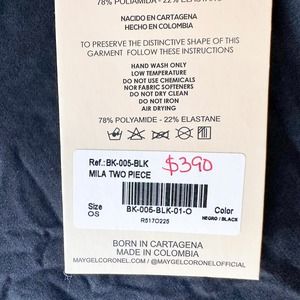 78% POLIAMIDA - 22% ELASTANO
NACIDO EN CARTAGENA
HECHO EN COLOMBIA
TO PRESERVE THE DISTINCTIVE SHAPE OF THIS
GARMENT FOLLOW THESE INSTRUCTIONS
HAND WASH ONLY
LOW TEMPERATURE
DO NOT USE CHEMICALS
NOR FABRIC SOFTENERS
DO NOT DRY CLEAN
DO NOT IRON
AIR DRYING
78% POLYAMIDE - 22% ELASTANE
Ref.:BK-005-BLK
$390
MILA TWO PIECE
Size
OS
BK-005-BLK-01-O
R517O225
Color
NEGRO / BLACK
BORN IN CARTAGENA
MADE IN COLOMBIA
MAYGELCORONEL.COM / @MAYGELCORONELOFFICIAL